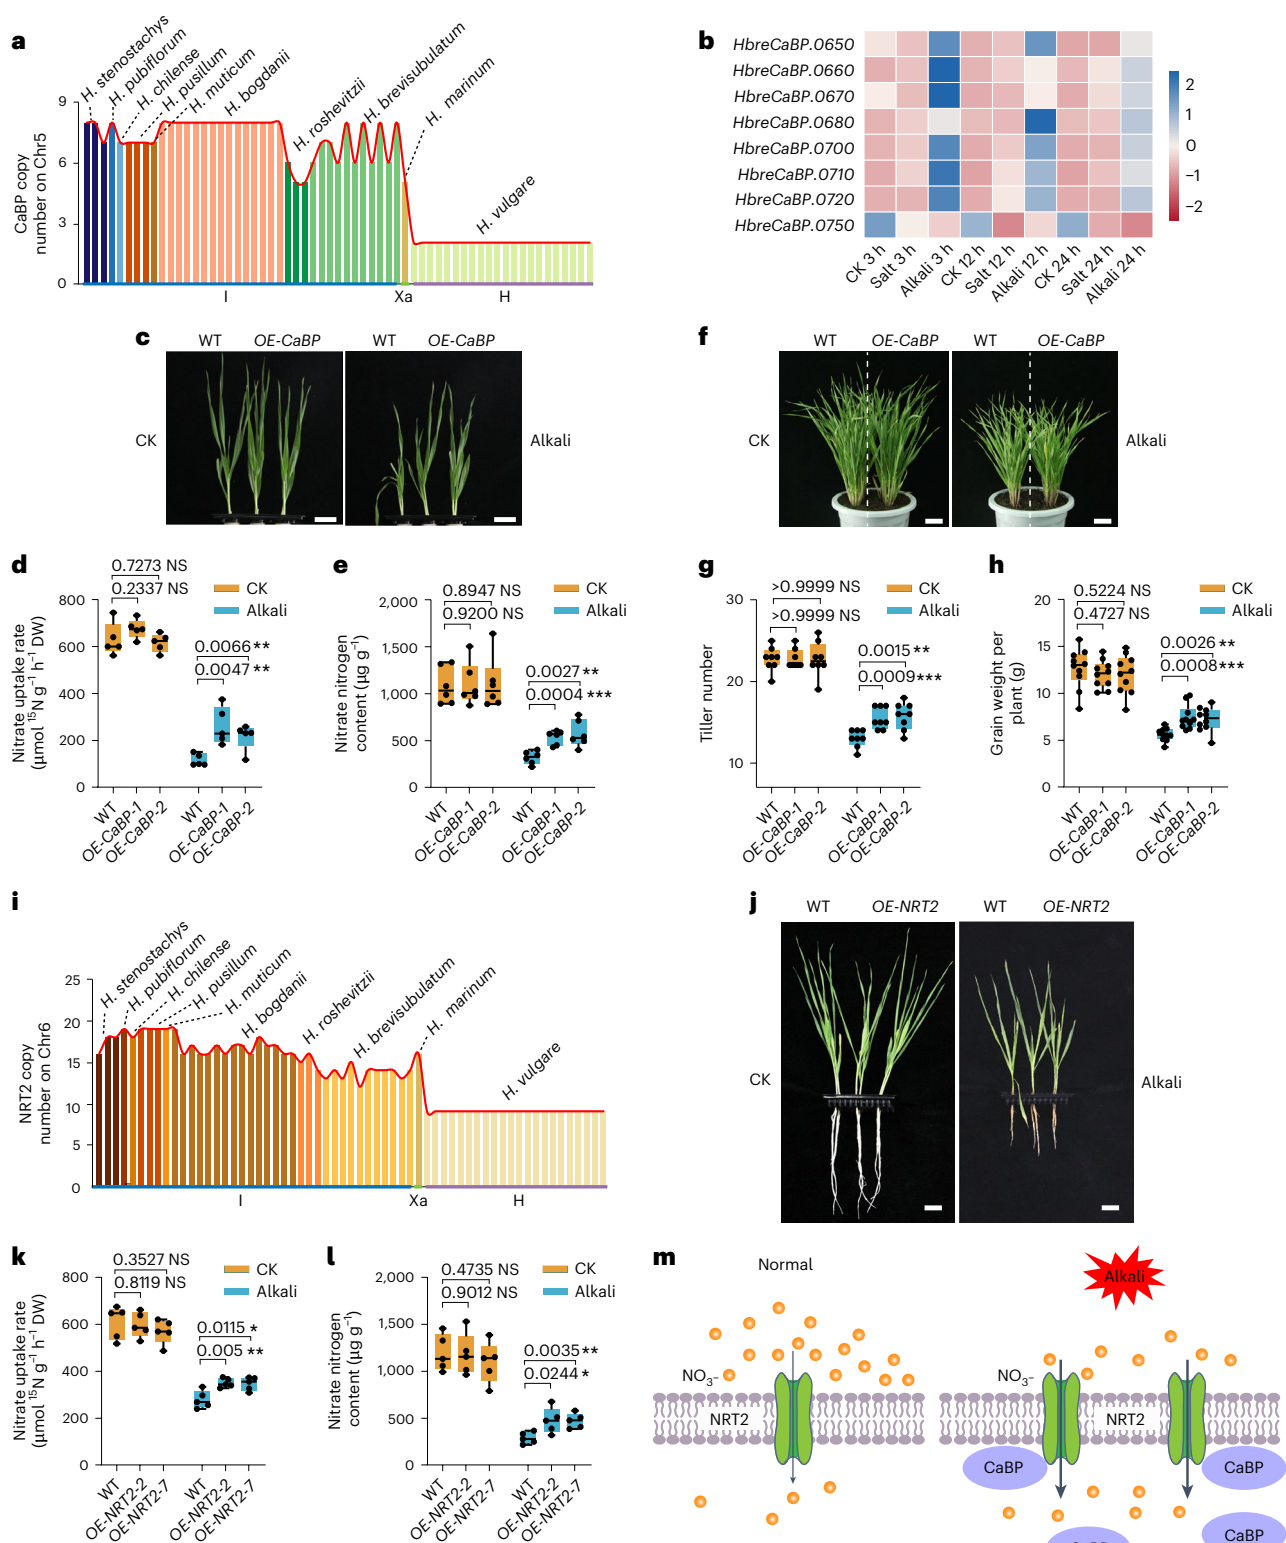 a
H. stenostachys
H. pubiflorum
H. chilense
H. pusillum
H. muticum
H. bogdanii
H. roshevitzii
H. brevisubulatum
H. marinum
H. vulgare
CaBP copy
number on Chr5
9
6
3
0
I
Xa
H
b
HbreCaBP.0650
HbreCaBP.0660
HbreCaBP.0670
HbreCaBP.0680
HbreCaBP.0700
HbreCaBP.0710
HbreCaBP.0720
HbreCaBP.0750
CK 3 h
Salt 3 h
Alkali 3 h
CK 12 h
Salt 12 h
Alkali 12 h
CK 24 h
Salt 24 h
Alkali 24 h
2
1
0
−1
−2
c
WT OE-CaBP WT OE-CaBP
CK
Alkali
f
WT OE-CaBP WT OE-CaBP
CK
Alkali
d
0.7273 NS
0.2337 NS
CK
Alkali
0.0066 **
0.0047 **
Nitrate uptake rate
(μmol ¹⁵N g⁻¹ h⁻¹ DW)
800
600
400
200
0
WT
OE-CaBP-1
OE-CaBP-2
WT
OE-CaBP-1
OE-CaBP-2
e
0.8947 NS
0.9200 NS
CK
Alkali
0.0027 **
0.0004 ***
Nitrate nitrogen
content (μg g⁻¹)
2,000
1,500
1,000
500
0
WT
OE-CaBP-1
OE-CaBP-2
WT
OE-CaBP-1
OE-CaBP-2
g
>0.9999 NS
>0.9999 NS
CK
Alkali
0.0015 **
0.0009***
Tiller number
30
20
10
WT
OE-CaBP-1
OE-CaBP-2
WT
OE-CaBP-1
OE-CaBP-2
h
0.5224 NS
0.4727 NS
CK
Alkali
0.0026 **
0.0008***
Grain weight per
plant (g)
20
15
10
5
0
WT
OE-CaBP-1
OE-CaBP-2
WT
OE-CaBP-1
OE-CaBP-2
i
H. stenostachys
H. pubiflorum
H. chilense
H. pusillum
H. muticum
H. bogdanii
H. roshevitzii
H. brevisubulatum
H. marinum
H. vulgare
NRT2 copy
number on Chr6
25
20
15
10
5
0
I
Xa
H
j
WT OE-NRT2 WT OE-NRT2
CK
Alkali
k
0.3527 NS
0.8119 NS
CK
Alkali
0.0115 *
0.005 **
Nitrate uptake rate
(μmol ¹⁵N g⁻¹ h⁻¹ DW)
800
600
400
200
0
WT
OE-NRT2-2
OE-NRT2-7
WT
OE-NRT2-2
OE-NRT2-7
l
0.4735 NS
0.9012 NS
CK
Alkali
0.0035 **
0.0244 *
Nitrate nitrogen
content (μg g⁻¹)
2,000
1,500
1,000
500
0
WT
OE-NRT2-2
OE-NRT2-7
WT
OE-NRT2-2
OE-NRT2-7
m
Normal
Alkali
NO₃⁻
NO₃⁻
NRT2
NRT2
CaBP
CaBP
CaBP